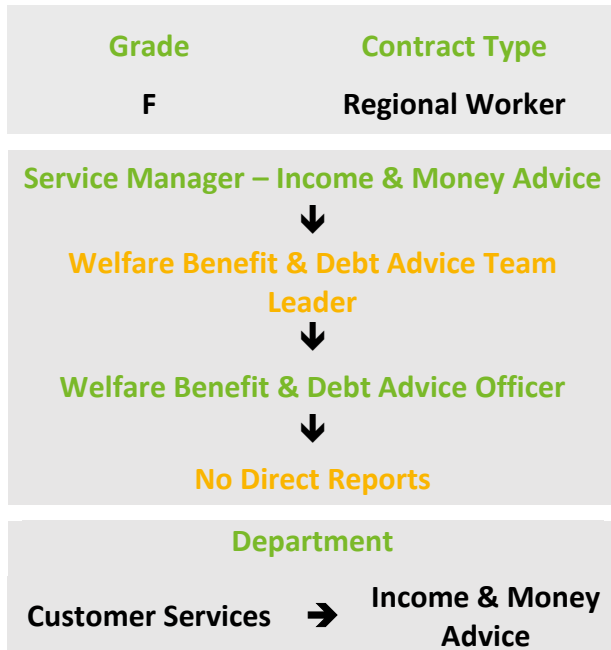 Grade Contract Type
F Regional Worker
Service Manager – Income & Money Advice
🡻
Welfare Benefit & Debt Advice Team
Leader
🡻
Welfare Benefit & Debt Advice Officer
🡻
No Direct Reports
Department
Customer Services 🡺 Income & Money
Advice